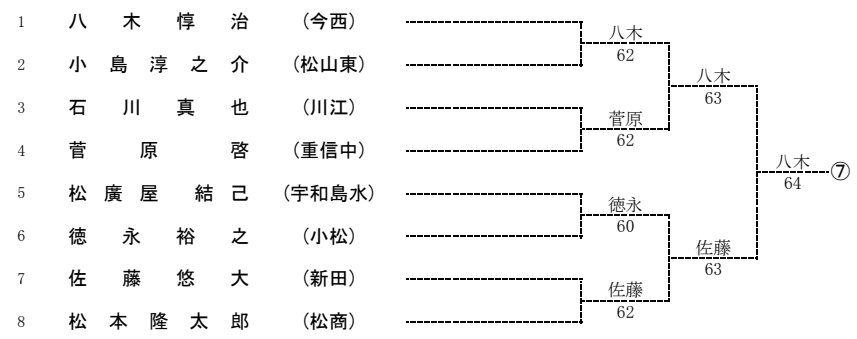 1 八木惇治 （今西）
2 小島淳之介 （松山東）
3 石川真也 （川江）
4 菅原啓 （重信中）
5 松廣屋 結己 （宇和島水）
6 徳永裕之 （小松）
7 佐藤悠大 （新田）
8 松本隆太郎 （松商）
八木
62
菅原
62
徳永
60
佐藤
62
八木
63
佐藤
63
八木
64
⑦